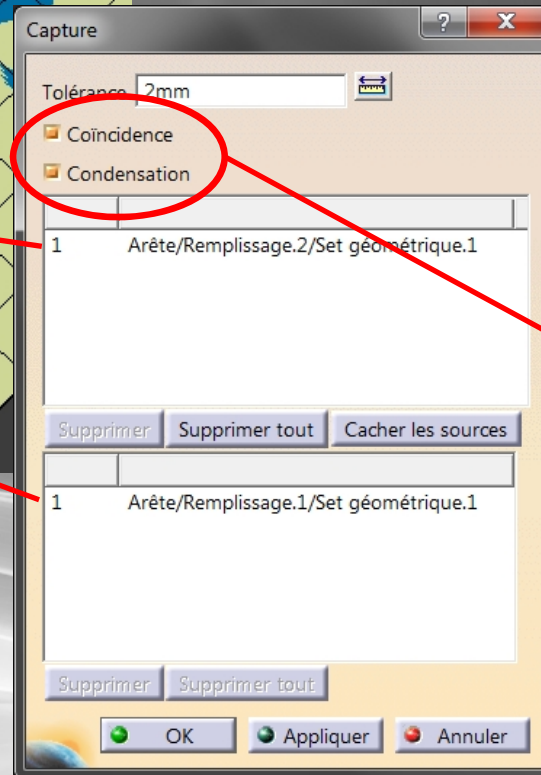 Capture
Tolérance 2mm
Coïncidence
Condensation
1 Arête/Remplissage.2/Set géométrique.1
Supprimer Supprimer tout Cacher les sources
1 Arête/Remplissage.1/Set géométrique.1
Supprimer Supprimer tout
OK Appliquer Annuler